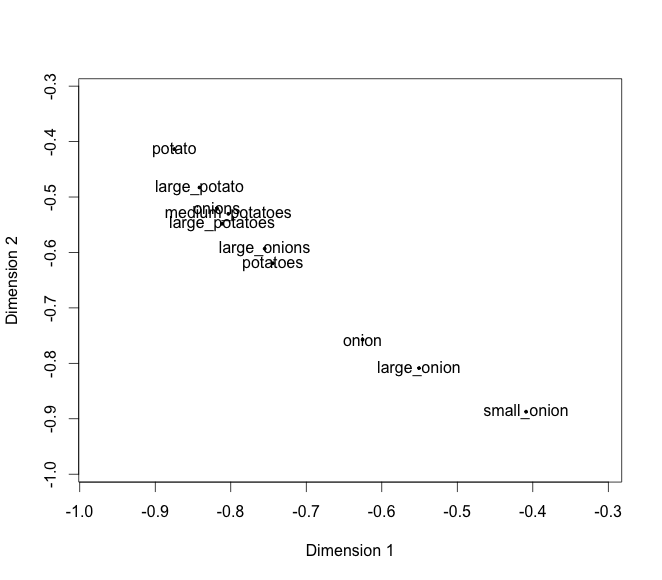 -0.3
-0.4
-0.5
-0.6
-0.7
-0.8
-0.9
-1.0
Dimension 2
potato
large_potato
onions
medium_potatoes
large_potatoes
large_onions
potatoes
onion
large_onion
small_onion
-1.0 -0.9 -0.8 -0.7 -0.6 -0.5 -0.4 -0.3
Dimension 1